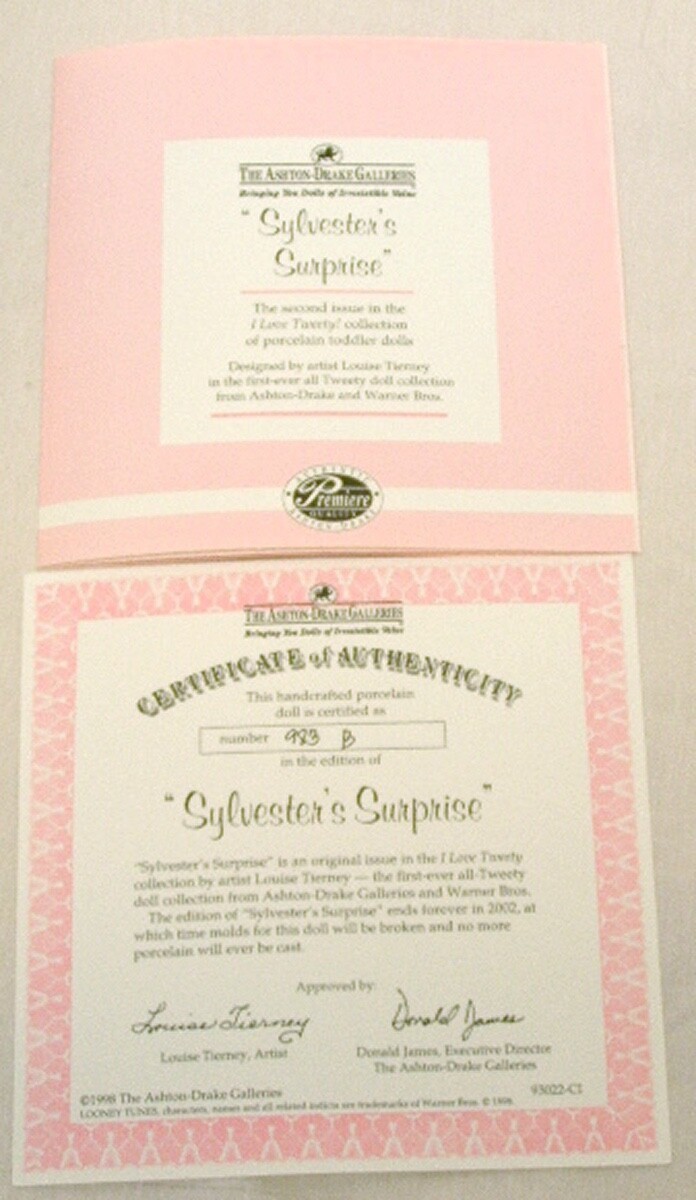 THE ASHTON-DRAKE GALLERIES
Bringing You Dolls of Irresistible Value
"Sylvester's
Surprise"
The second issue in the
I Love Tweety! collection
of porcelain toddler dolls
Designed by artist Louise Tierney
in the first-ever all Tweety doll collection
from Ashton-Drake and Warner Bros.
AUTHENTIC
Premiere
QUALITY
ASHTON-DRAKE
THE ASHTON-DRAKE GALLERIES
Bringing You Dolls of Irresistible Value
CERTIFICATE of AUTHENTICITY
This handcrafted porcelain
doll is certified as
number 983 B
in the edition of
"Sylvester's Surprise"
"Sylvester's Surprise" is an original issue in the I Love Tweety
collection by artist Louise Tierney — the first-ever all-Tweety
doll collection from Ashton-Drake Galleries and Warner Bros.
The edition of "Sylvester's Surprise" ends forever in 2002, at
which time molds for this doll will be broken and no more
porcelain will ever be cast.
Approved by:
Louise Tierney Donald James
Louise Tierney, Artist Donald James, Executive Director
The Ashton-Drake Galleries
©1998 The Ashton-Drake Galleries 93022-CI
LOONEY TUNES, characters, names and all related indicia are trademarks of Warner Bros. © 1998.